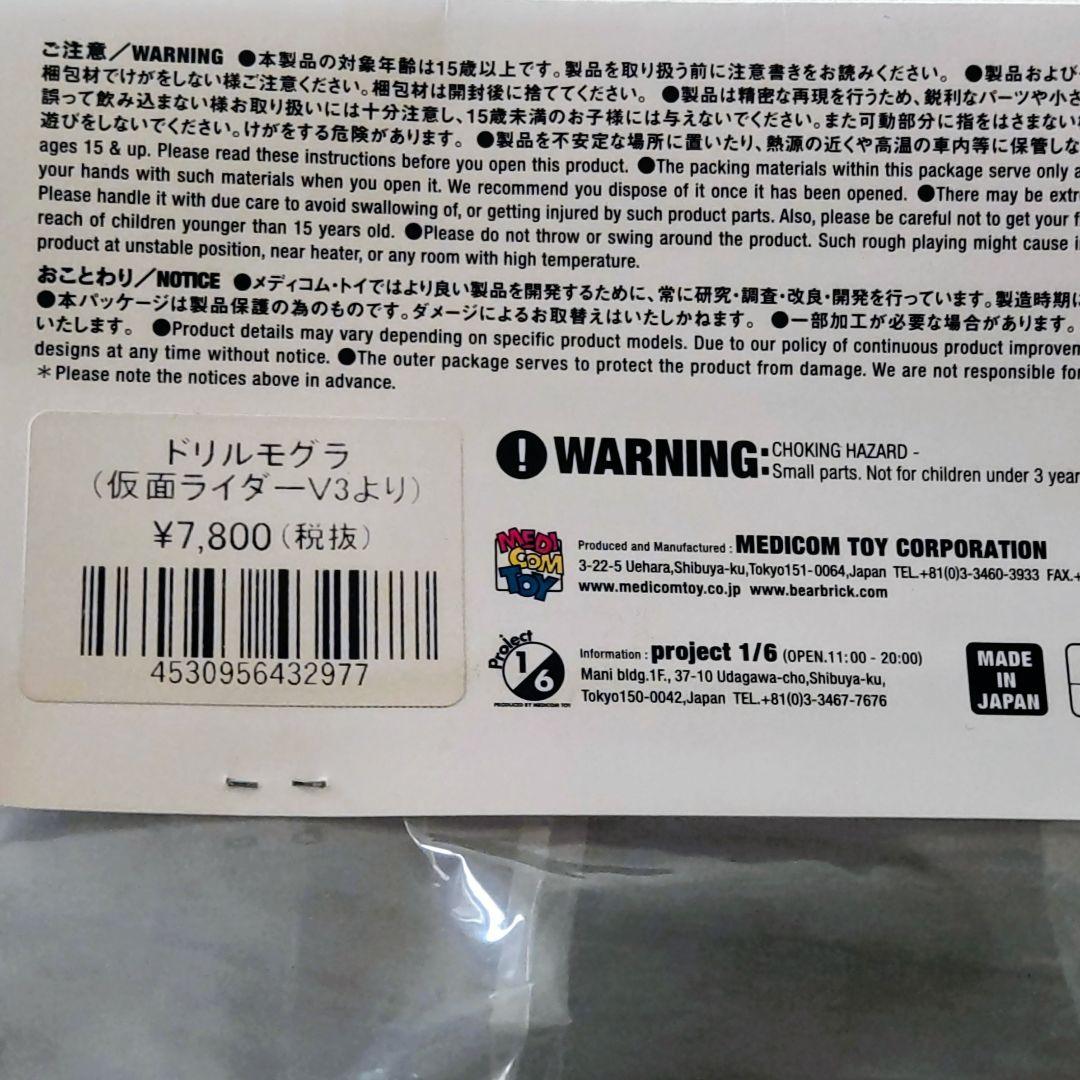 ご注意／WARNING ●本製品の対象年齢は15歳以上です。製品を取り扱う前に注意書きをお読みください。 ●製品および
梱包材でけがをしない様ご注意ください。梱包材は開封後に捨ててください。 ●製品は精密な再現を行うため、鋭利なパーツや小さ
誤って飲み込まない様お取り扱いには十分注意し、15歳未満のお子様には与えないでください。また可動部分に指をはさまない
遊びをしないでください。けがをする危険があります。 ●製品を不安定な場所に置いたり、熱源の近くや高温の車内等に保管しな
ages 15 & up. Please read these instructions before you open this product. ●The packing materials within this package serve only a
your hands with such materials when you open it. We recommend you dispose of it once it has been opened. ●There may be extr
Please handle it with due care to avoid swallowing of, or getting injured by such product parts. Also, please be careful not to get your f
reach of children younger than 15 years old. ●Please do not throw or swing around the product. Such rough playing might cause i
product at unstable position, near heater, or any room with high temperature.
おことわり／NOTICE ●メディコム・トイではより良い製品を開発するために、常に研究・調査・改良・開発を行っています。製造時期に
●本パッケージは製品保護の為のものです。ダメージによるお取替えはいたしかねます。 ●一部加工が必要な場合があります。
いたします。 ●Product details may vary depending on specific product models. Due to our policy of continuous product improvem
designs at any time without notice. ●The outer package serves to protect the product from damage. We are not responsible for
＊Please note the notices above in advance.
ドリルモグラ
（仮面ライダーV3より）
¥7,800（税抜）
4530956432977
! WARNING: CHOKING HAZARD -
Small parts. Not for children under 3 year
MEDI COM TOY
Produced and Manufactured : MEDICOM TOY CORPORATION
3-22-5 Uehara,Shibuya-ku,Tokyo151-0064,Japan TEL.+81(0)3-3460-3933 FAX.+
www.medicomtoy.co.jp www.bearbrick.com
Project 1/6
PRODUCED BY MEDICOM TOY
Information : project 1/6 (OPEN.11:00 - 20:00)
Mani bldg.1F., 37-10 Udagawa-cho,Shibuya-ku,
Tokyo150-0042,Japan TEL.+81(0)3-3467-7676
MADE
IN
JAPAN